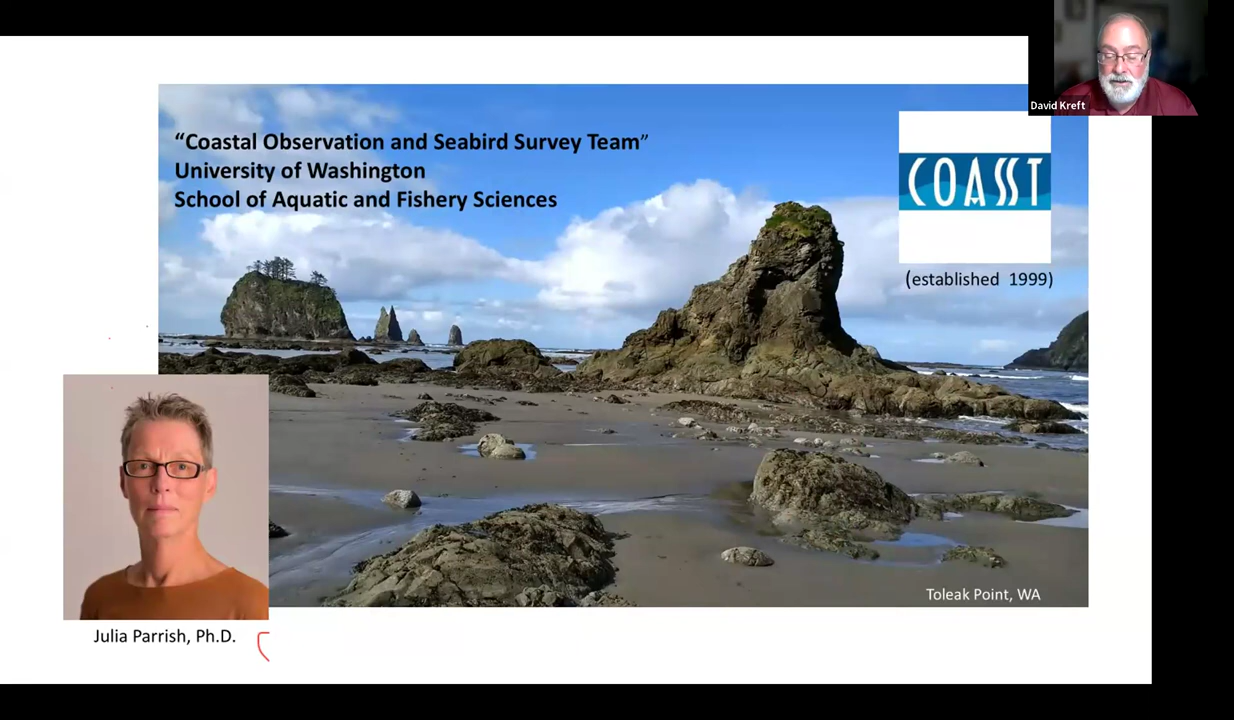 David Kreft
“Coastal Observation and Seabird Survey Team”
University of Washington
School of Aquatic and Fishery Sciences
COASST
(established 1999)
Toleak Point, WA
Julia Parrish, Ph.D.